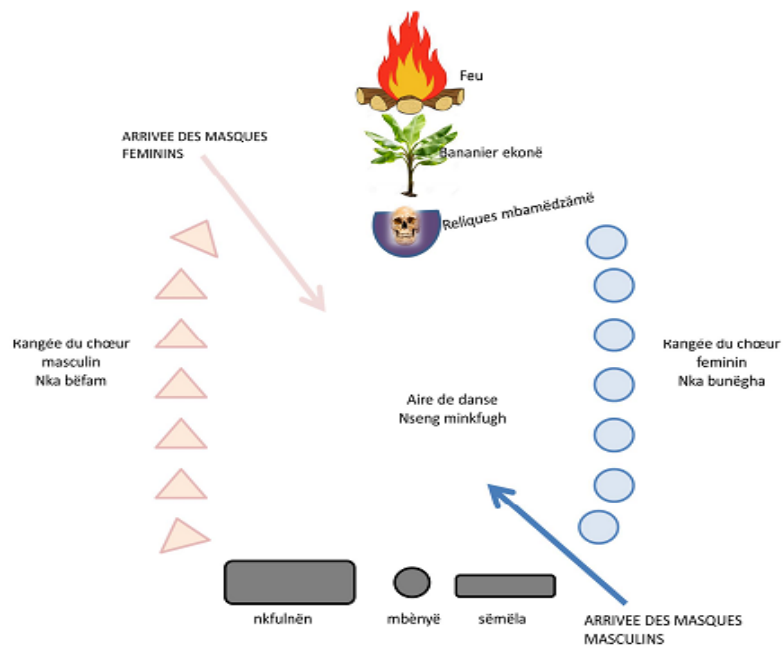 Feu
ARRIVEE DES MASQUES
FEMININS
Bananier ekonë
Reliques mbamëdzämë
Rangée du chœur
masculin
Nka bëfam
Rangée du chœur
feminin
Nka bunëgha
Aire de danse
Nseng minkfugh
nkfulnën
mbènyë
sëmëla
ARRIVEE DES MASQUES
MASCULINS